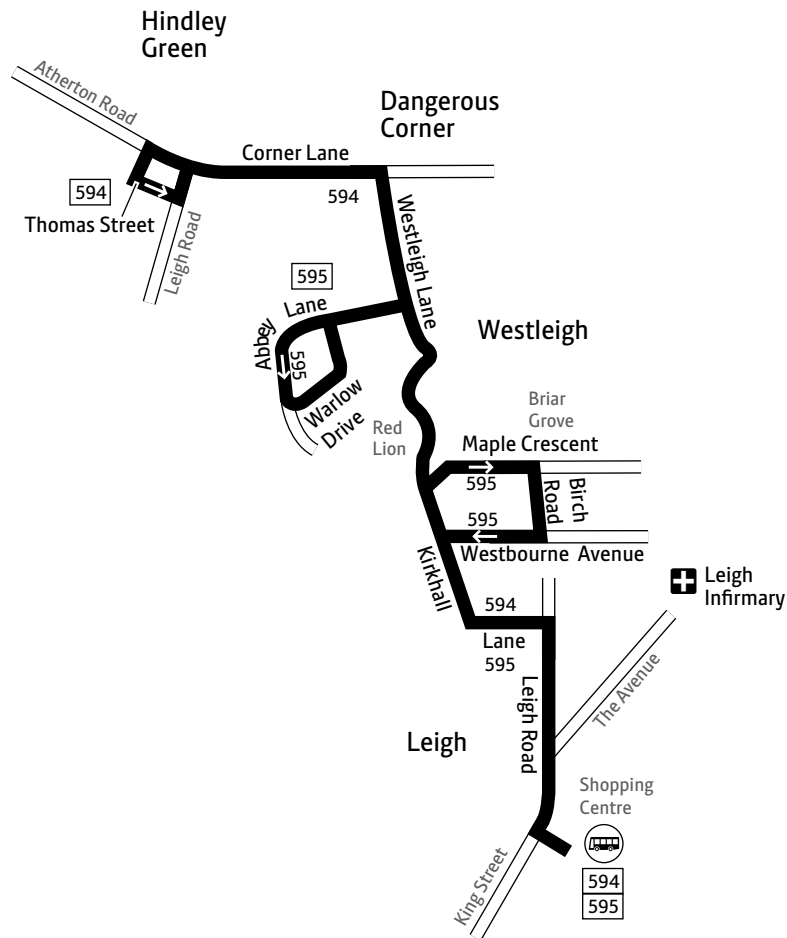 Hindley
Green
Atherton Road
Dangerous
Corner
Corner Lane
594
594
Thomas Street
Leigh Road
Westleigh Lane
595
Abbey Lane
595
Warlow
Drive
Westleigh
Red
Lion
Briar
Grove
Maple Crescent
595
Birch
Road
595
Westbourne Avenue
Kirkhall
Lane
594
595
Leigh
Infirmary
The Avenue
Leigh Road
Leigh
Shopping
Centre
King Street
594
595